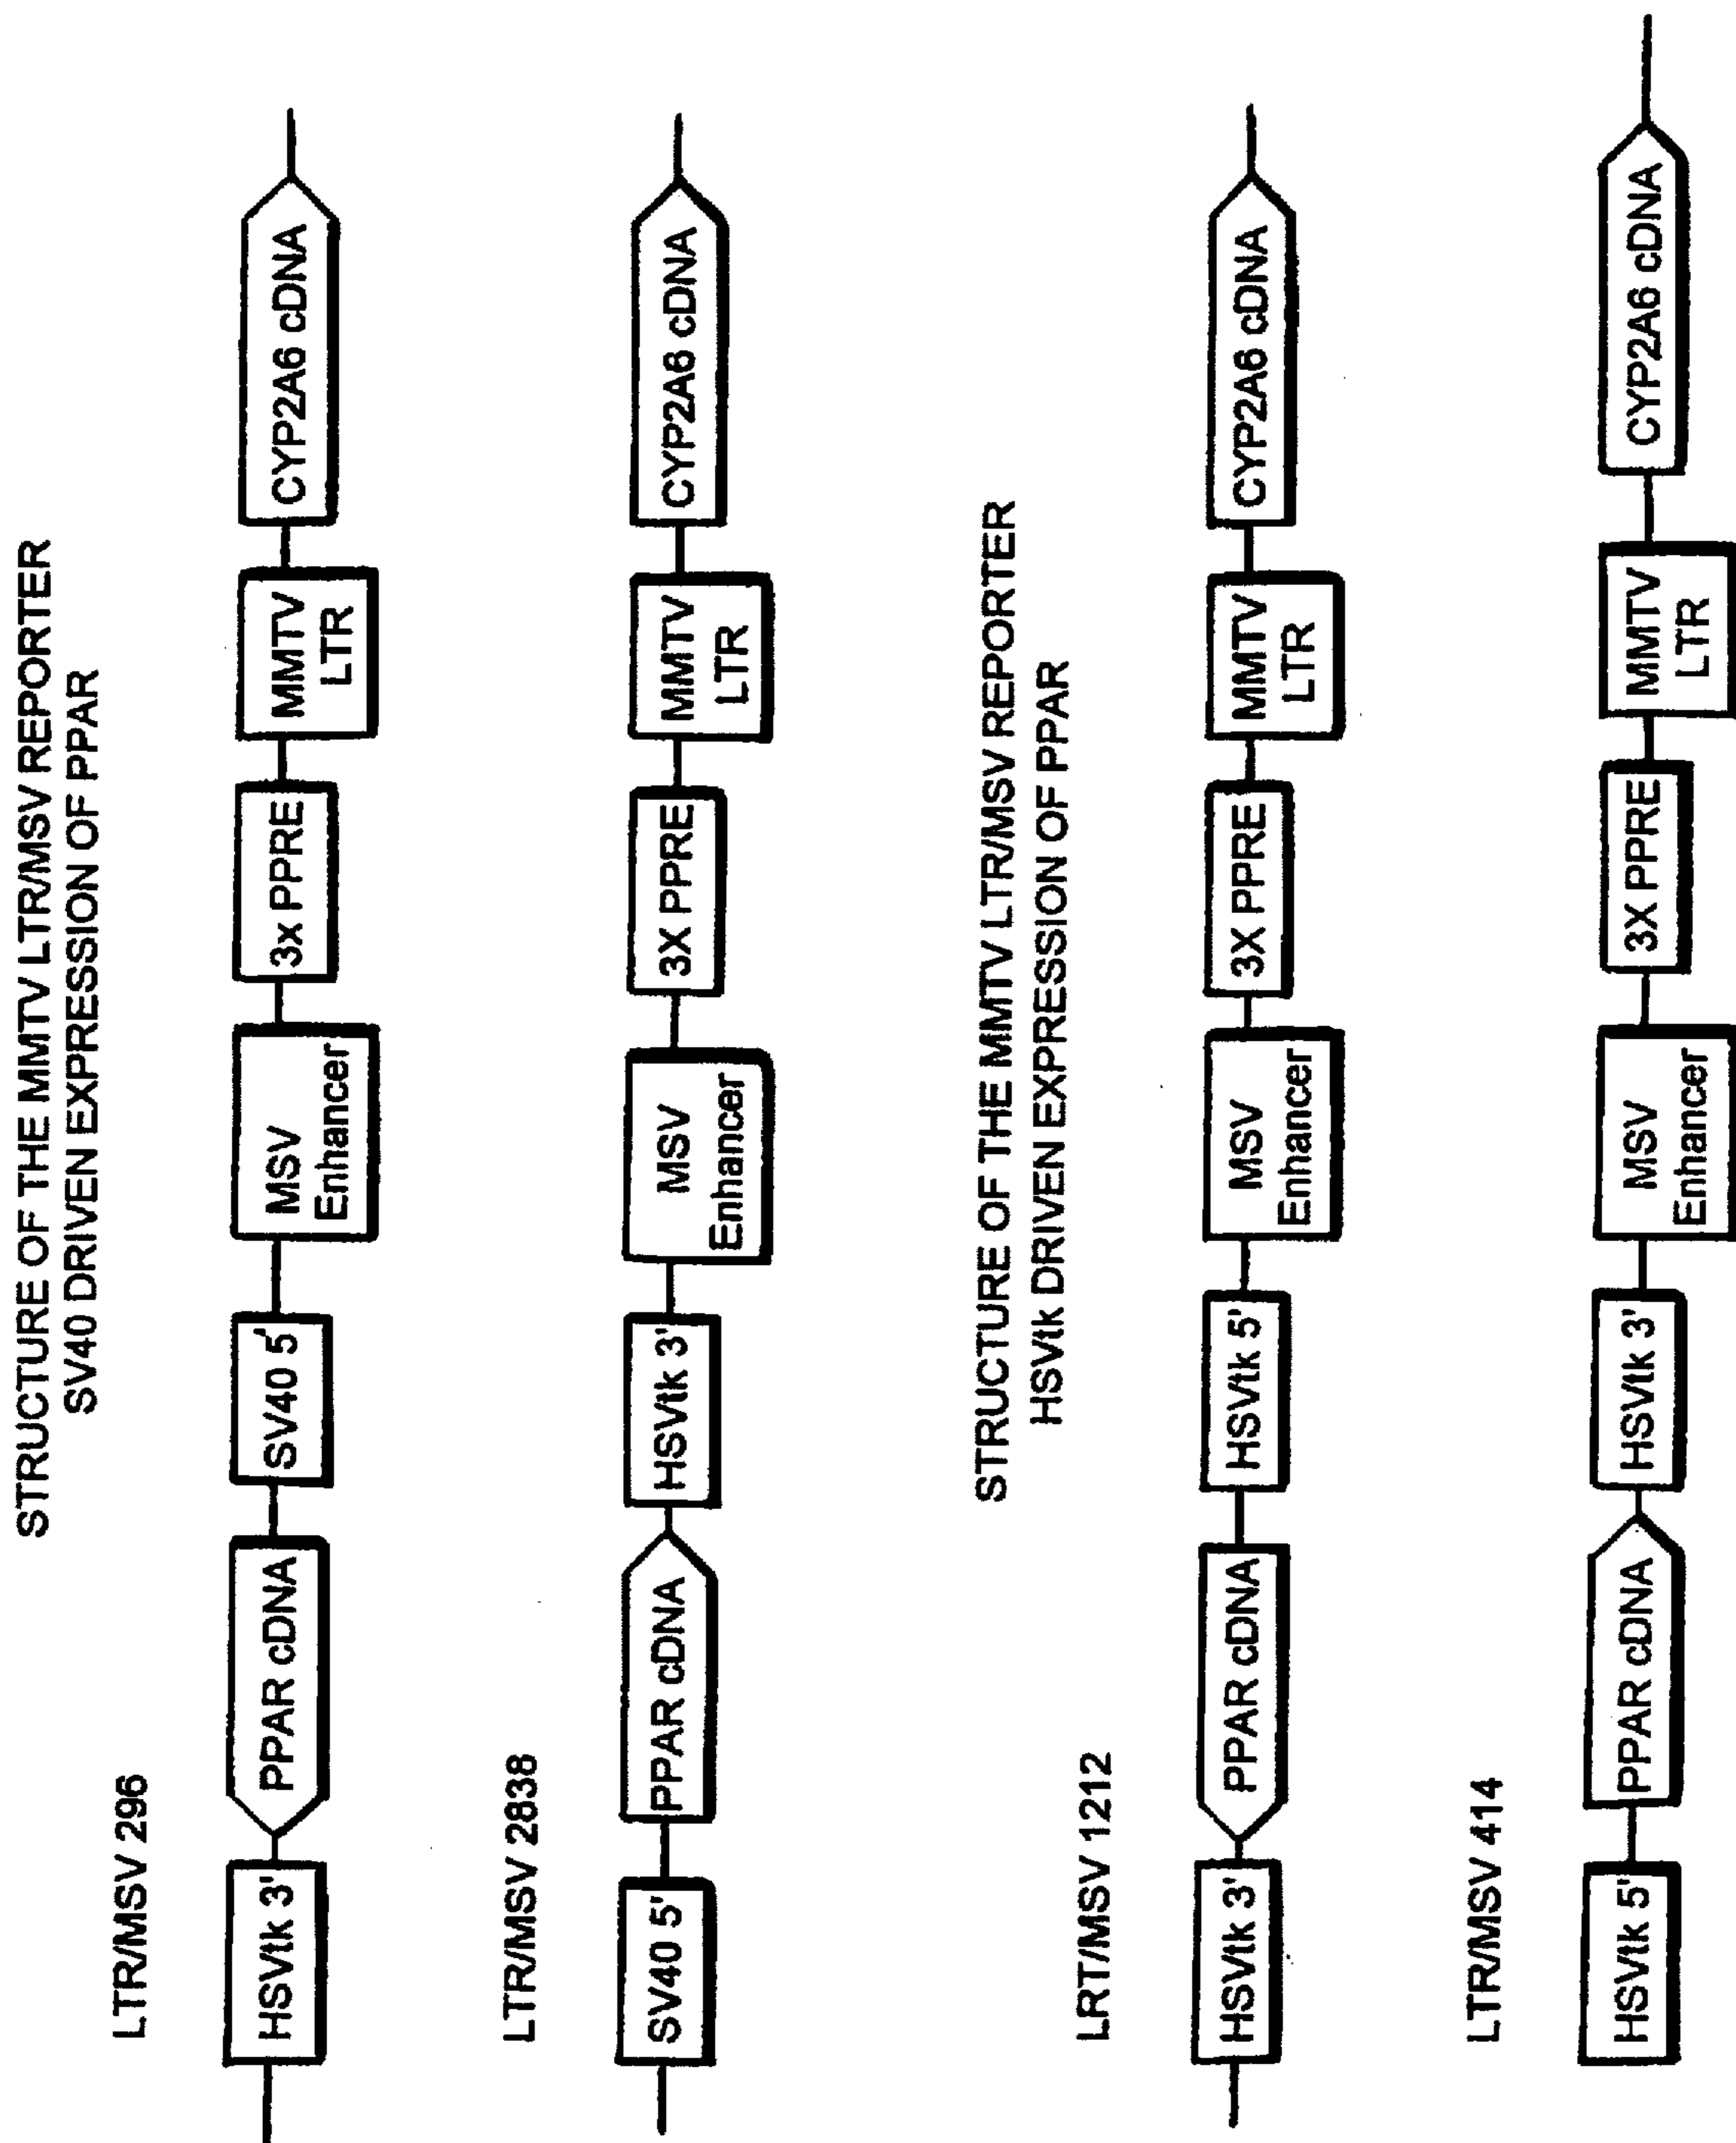 STRUCTURE OF THE MMTV LTR/MSV REPORTER
SV40 DRIVEN EXPRESSION OF PPAR
LTR/MSV 296
HSVtk 3'
PPAR cDNA
SV40 5'
MSV
Enhancer
3x PPRE
MMTV
LTR
CYP2A6 cDNA
LTR/MSV 2838
SV40 5'
PPAR cDNA
HSVtk 3'
MSV
Enhancer
3X PPRE
MMTV
LTR
CYP2A6 cDNA
STRUCTURE OF THE MMTV LTR/MSV REPORTER
HSVtk DRIVEN EXPRESSION OF PPAR
LRT/MSV 1212
HSVtk 3'
PPAR cDNA
HSVtk 5'
MSV
Enhancer
3X PPRE
MMTV
LTR
CYP2A6 cDNA
LTR/MSV 414
HSVtk 5'
PPAR cDNA
HSVtk 3'
MSV
Enhancer
3X PPRE
MMTV
LTR
CYP2A6 cDNA